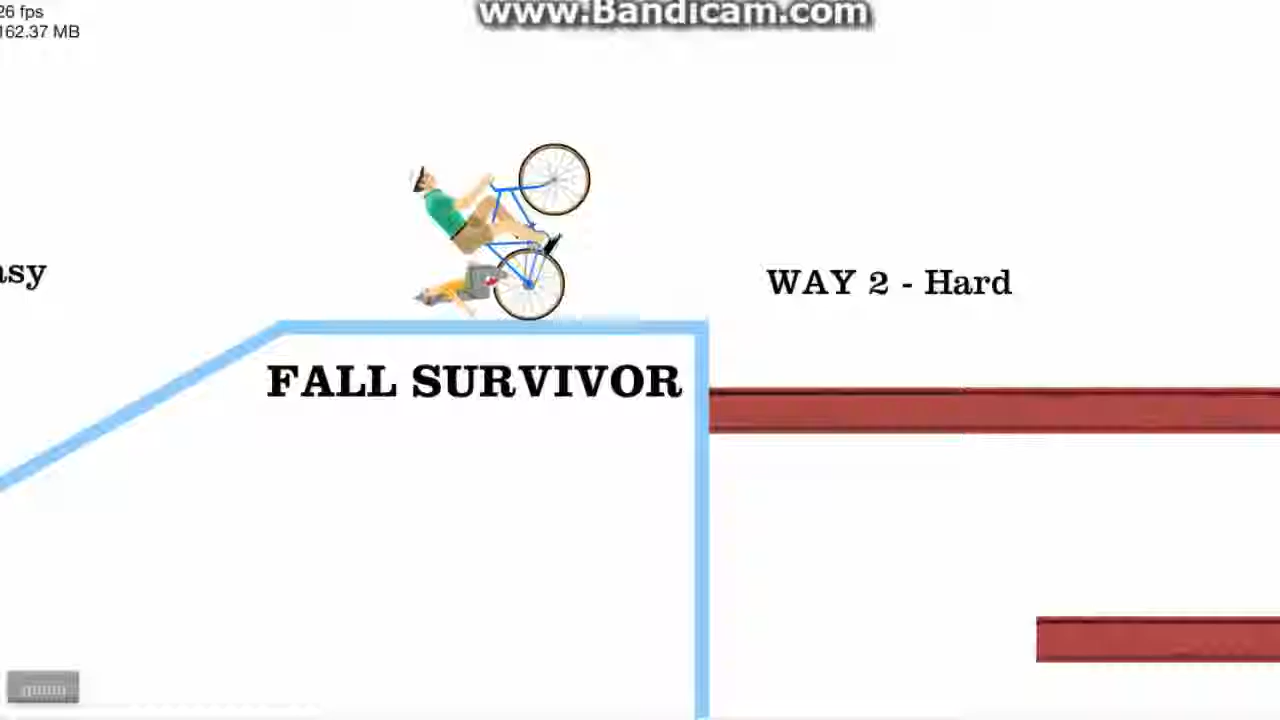 26 fps
www.Bandicam.com
162.37 MB
asy
WAY 2 - Hard
FALL SURVIVOR